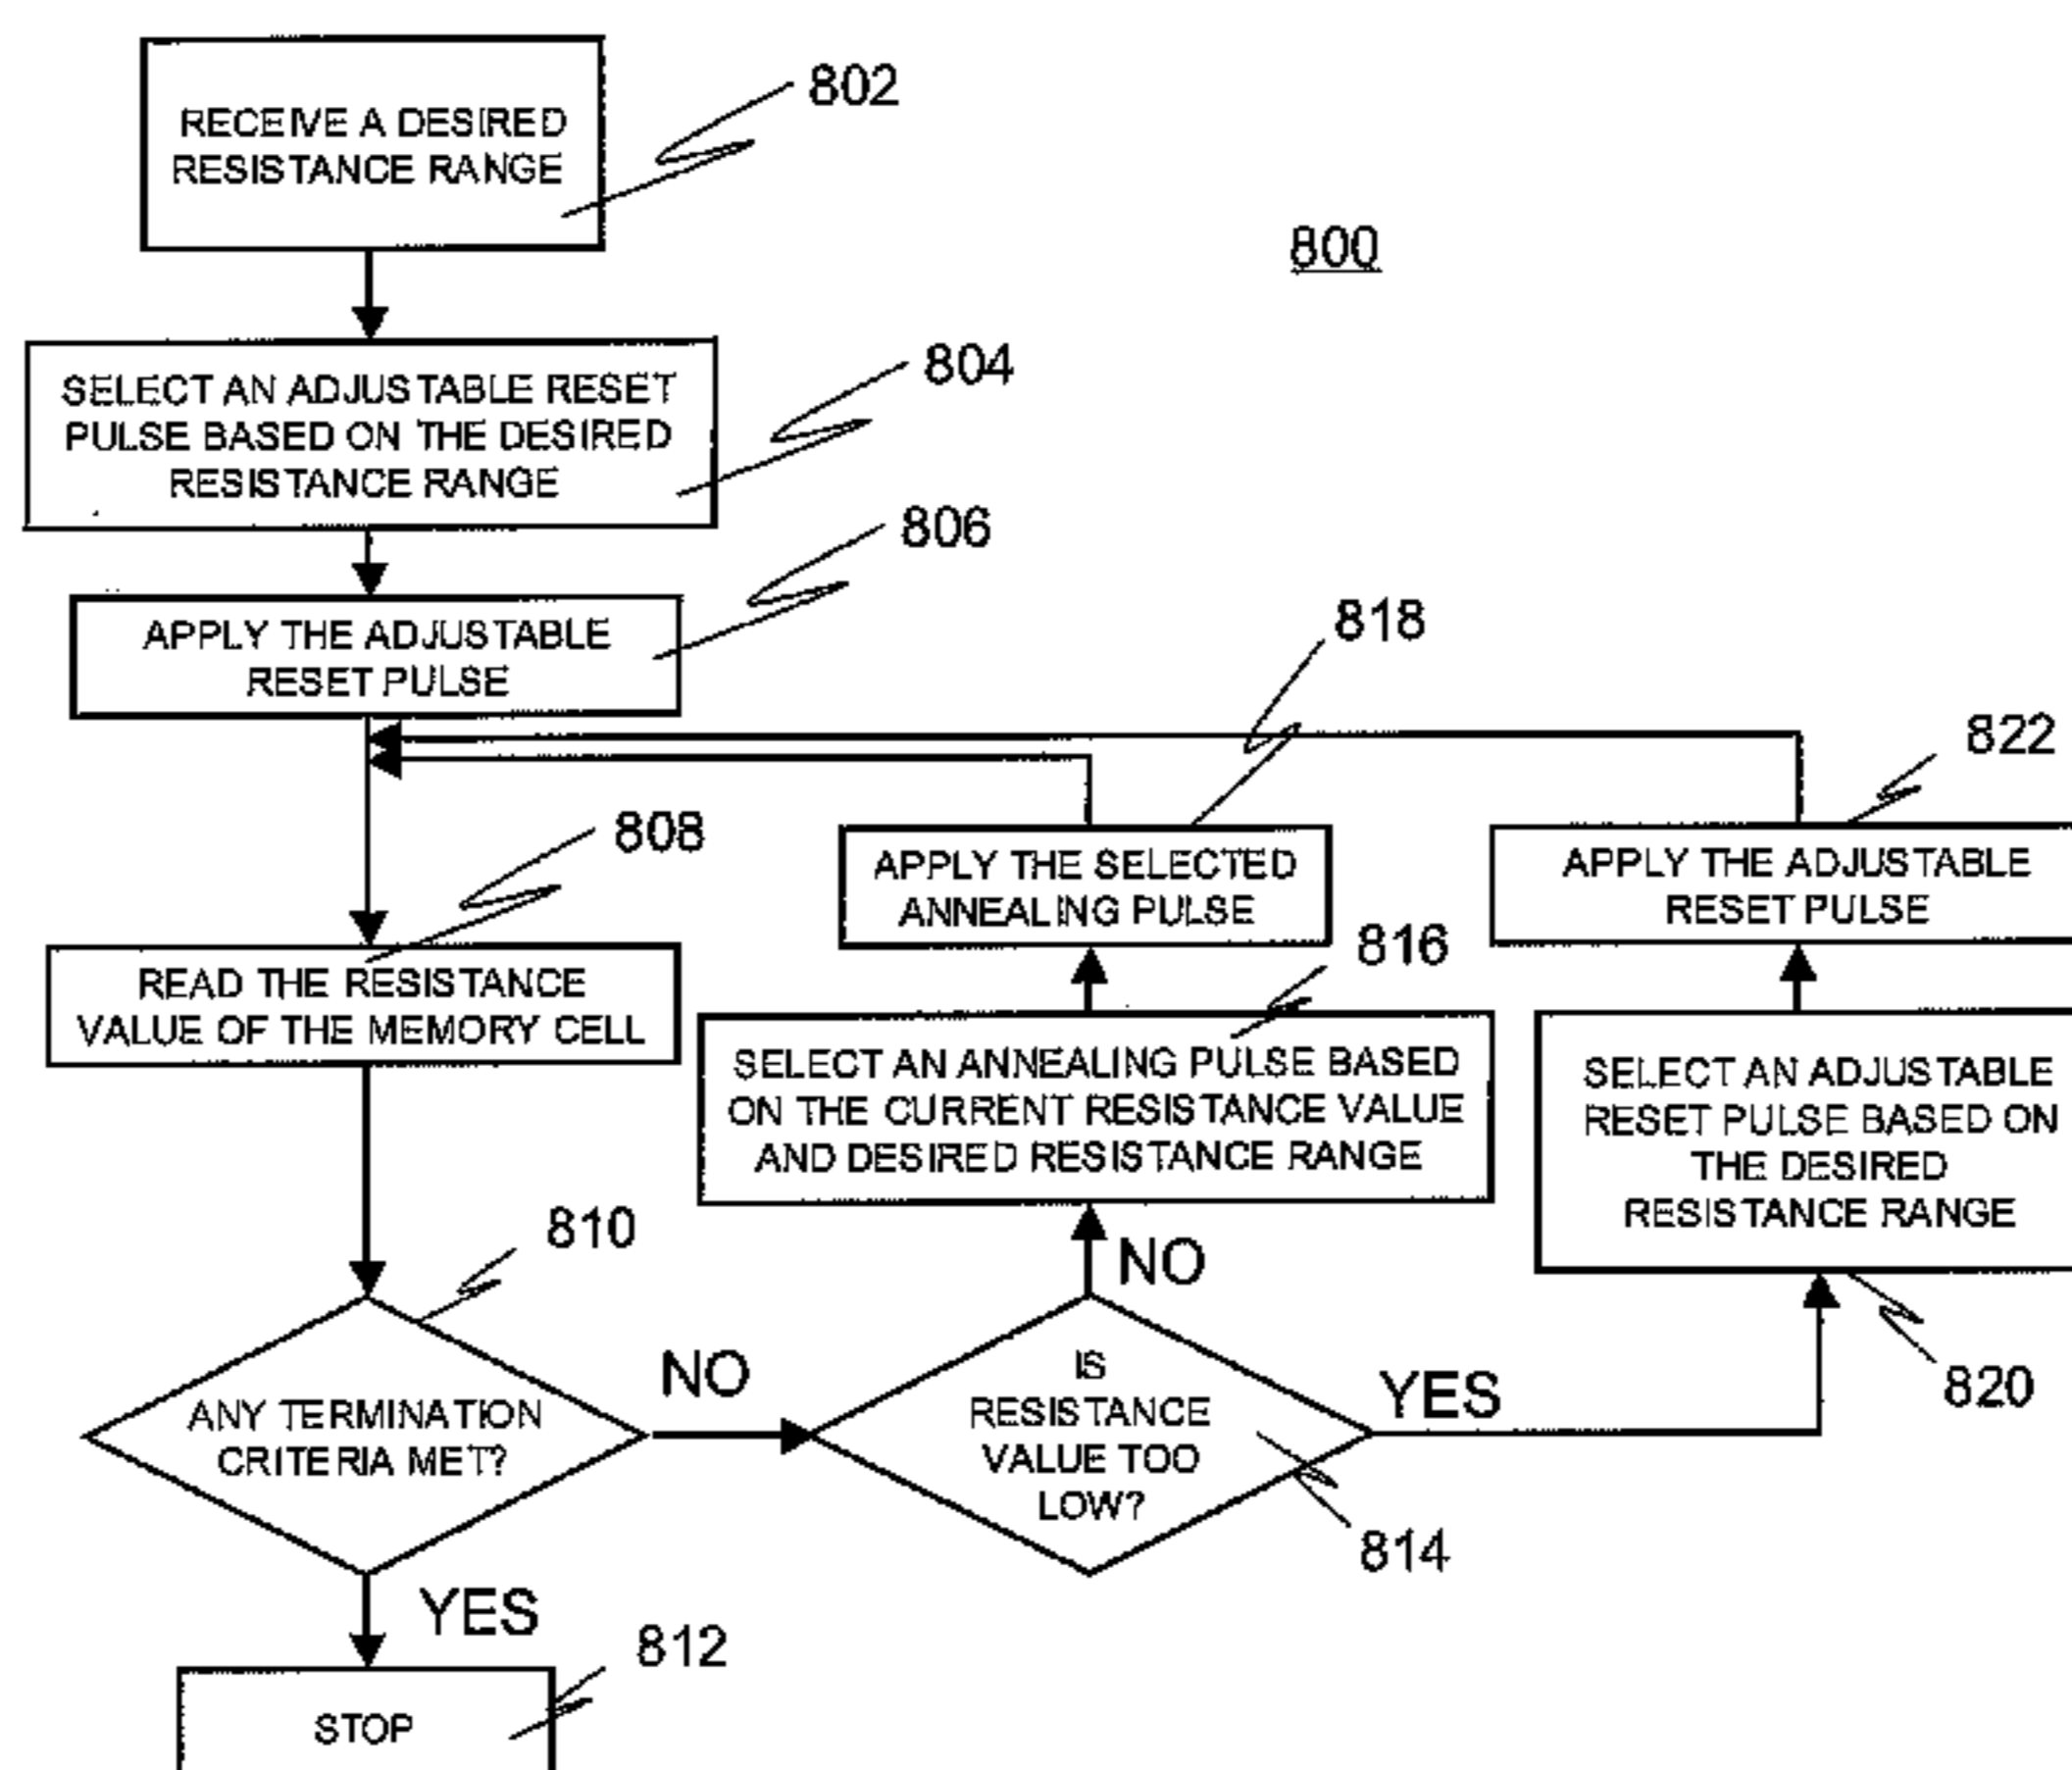 802
RECEIVE A DESIRED
RESISTANCE RANGE
800
804
SELECT AN ADJUSTABLE RESET
PULSE BASED ON THE DESIRED
RESISTANCE RANGE
806
APPLY THE ADJUSTABLE
RESET PULSE
818
822
808
APPLY THE SELECTED
ANNEALING PULSE
APPLY THE ADJUSTABLE
RESET PULSE
816
READ THE RESISTANCE
VALUE OF THE MEMORY CELL
SELECT AN ANNEALING PULSE BASED
ON THE CURRENT RESISTANCE VALUE
AND DESIRED RESISTANCE RANGE
SELECT AN ADJUSTABLE
RESET PULSE BASED ON
THE DESIRED
RESISTANCE RANGE
810
NO
820
ANY TERMINATION
CRITERIA MET?
NO
IS
RESISTANCE
VALUE TOO
LOW?
YES
814
YES
812
STOP